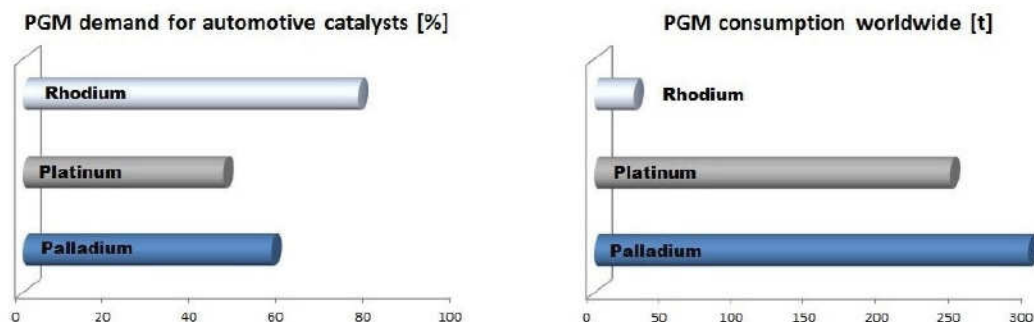 PGM demand for automotive catalysts [%]
Rhodium
Platinum
Palladium
0 20 40 60 80 100
PGM consumption worldwide [t]
Rhodium
Platinum
Palladium
0 50 100 150 200 250 300